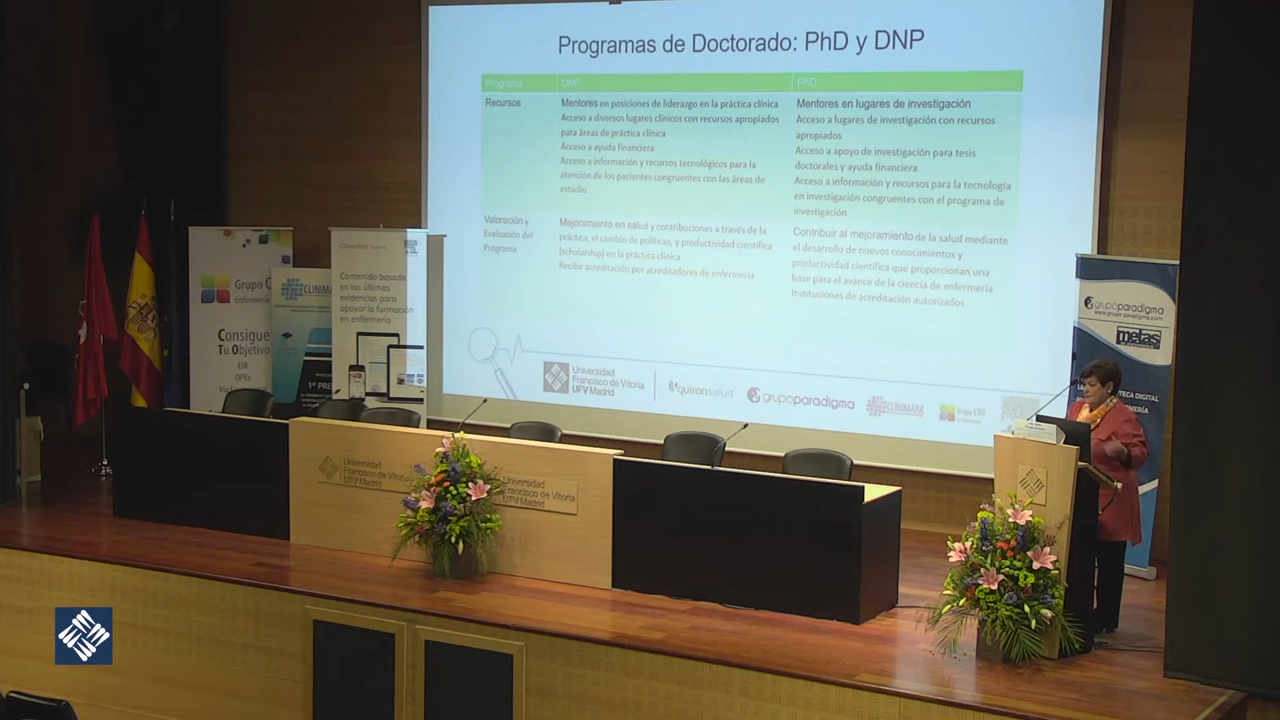 Programas de Doctorado: PhD y DNP
Programa
DNP
PhD
Recursos
Mentores en posiciones de liderazgo en la práctica clínica
Acceso a diversos lugares clínicos con recursos apropiados
para áreas de práctica clínica
Acceso a ayuda financiera
Acceso a información y recursos tecnológicos para la
atención de los pacientes congruentes con las áreas de
estudio
Mentores en lugares de investigación
Acceso a lugares de investigación con recursos
apropiados
Acceso a apoyo de investigación para tesis
doctorales y ayuda financiera
Acceso a información y recursos para la tecnología
en investigación congruentes con el programa de
investigación
Valoración y
Evaluación del
Programa
Mejoramiento en salud y contribuciones a través de la
práctica, el cambio de políticas, y productividad científica
(scholarship) en la práctica clínica
Recibir acreditación por acreditadores de enfermería
Contribuir al mejoramiento de la salud mediante
el desarrollo de nuevos conocimientos y
productividad científica que proporcionan una
base para el avance de la ciencia de enfermería
Instituciones de acreditación autorizados
Universidad
Francisco de Vitoria
UFV Madrid
quirónsalud
grupoparadigma
CLINIMARK
Grupo CTO
Grupo C
Enfermería
Consigue
Tu Objetivo
EIR
OPEs
CLINIMA
1º PRE
Contenido basado
en las últimas
evidencias para
apoyar la formación
en enfermería
grupoparadigma
www.grupo-paradigma.com
metas
TECA DIGITAL
ERMERÍA
Universidad
Francisco de Vitoria
UFV Madrid
Universidad
Francisco de Vitoria
UFV Madrid